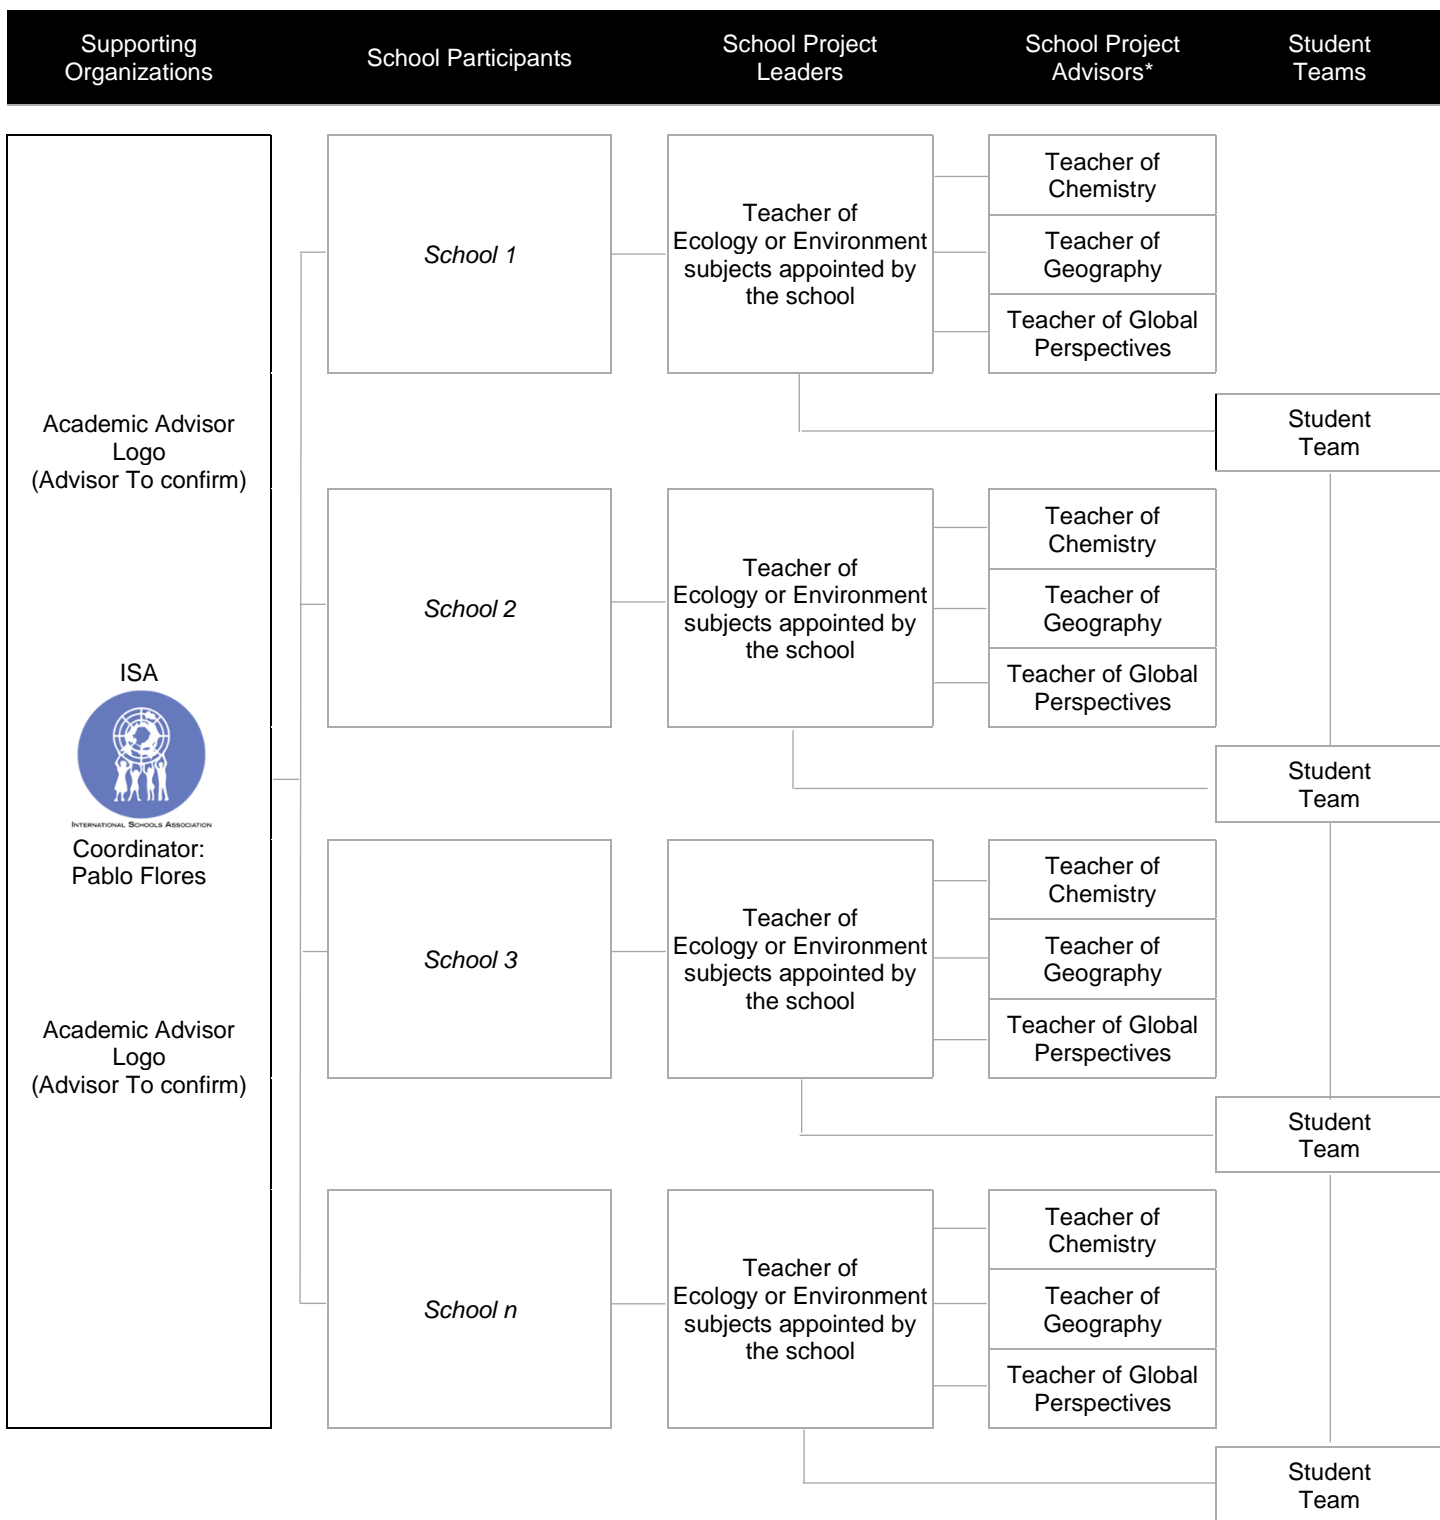 Supporting
Organizations
School Participants
School Project
Leaders
School Project
Advisors*
Student
Teams
Academic Advisor
Logo
(Advisor To confirm)
ISA
INTERNATIONAL SCHOOLS ASSOCIATION
Coordinator:
Pablo Flores
Academic Advisor
Logo
(Advisor To confirm)
School 1
Teacher of
Ecology or Environment
subjects appointed by
the school
Teacher of
Chemistry
Teacher of
Geography
Teacher of Global
Perspectives
Student
Team
School 2
Teacher of
Ecology or Environment
subjects appointed by
the school
Teacher of
Chemistry
Teacher of
Geography
Teacher of Global
Perspectives
Student
Team
School 3
Teacher of
Ecology or Environment
subjects appointed by
the school
Teacher of
Chemistry
Teacher of
Geography
Teacher of Global
Perspectives
Student
Team
School n
Teacher of
Ecology or Environment
subjects appointed by
the school
Teacher of
Chemistry
Teacher of
Geography
Teacher of Global
Perspectives
Student
Team